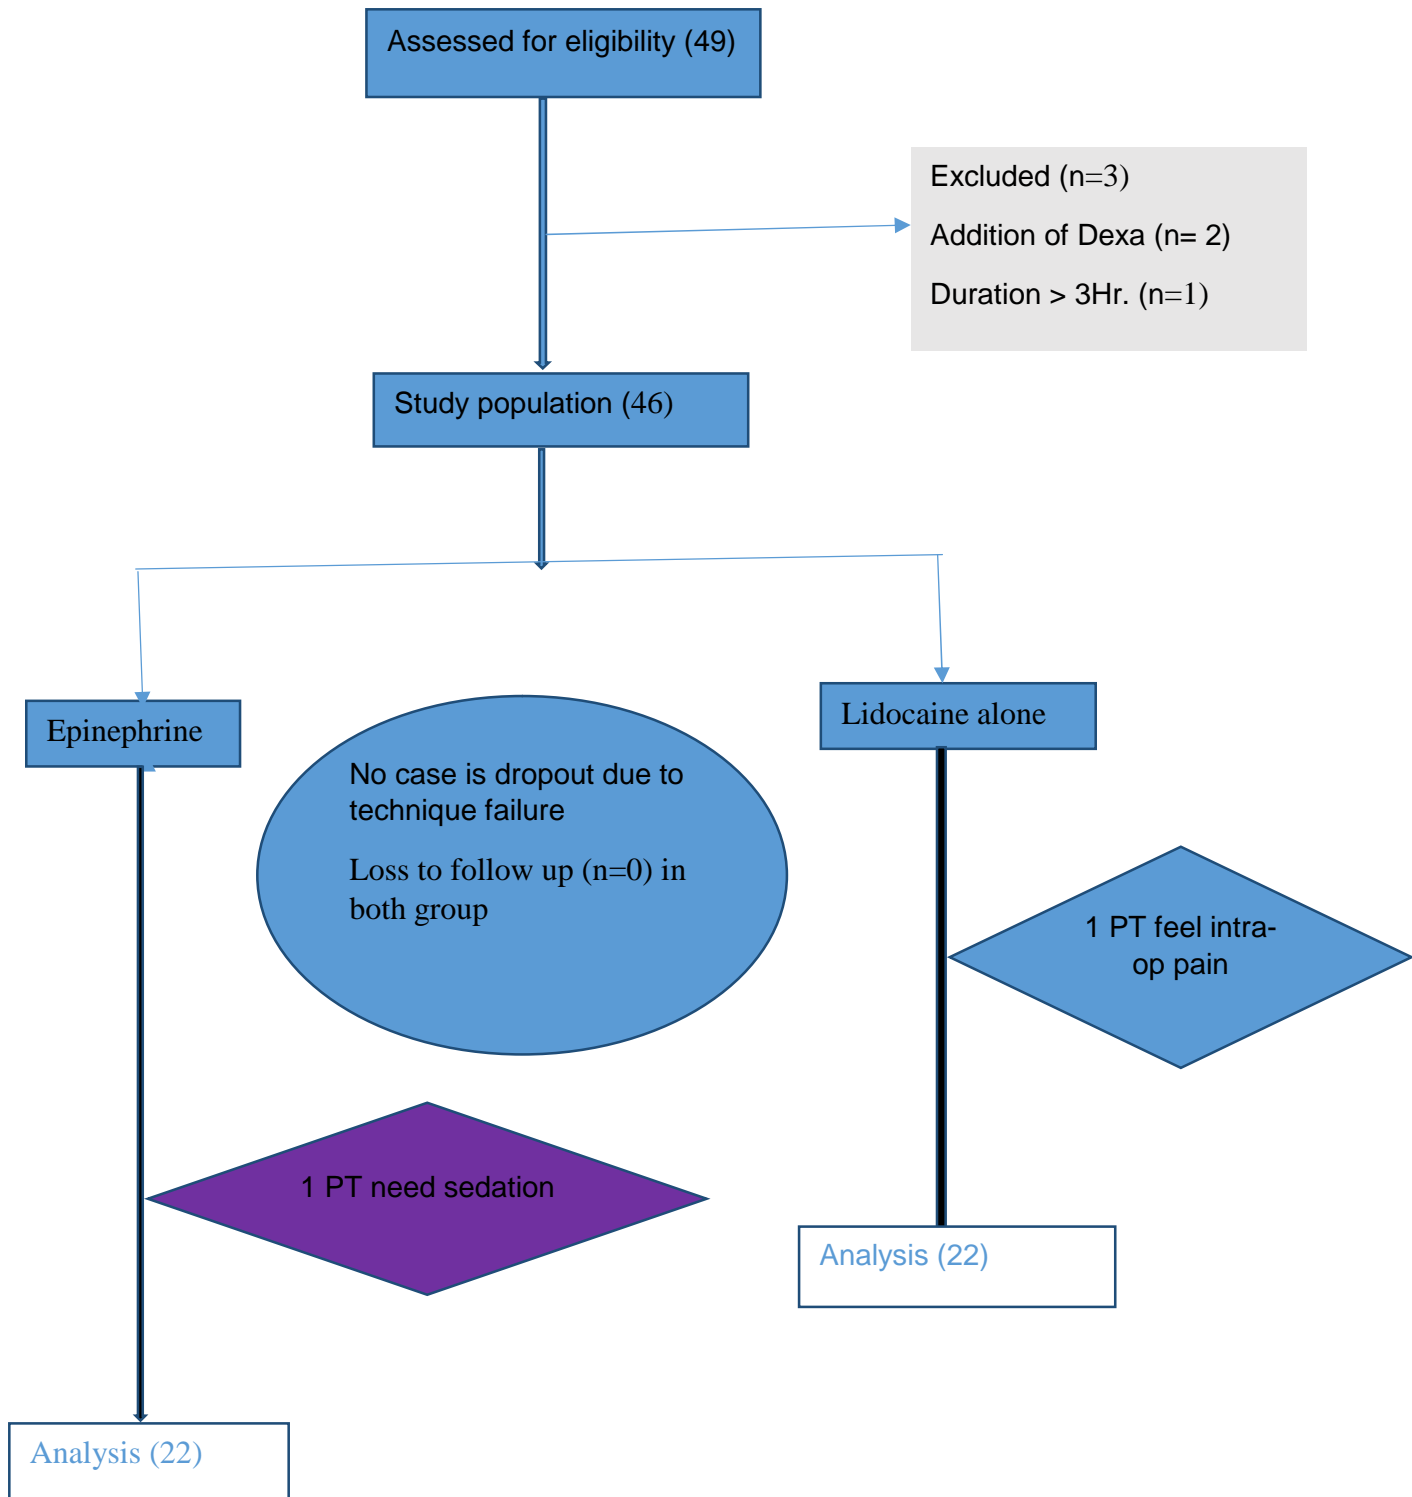 Assessed for eligibility (49)
Excluded (n=3)
Addition of Dexa (n= 2)
Duration > 3Hr. (n=1)
Study population (46)
Epinephrine
Lidocaine alone
No case is dropout due to
technique failure
Loss to follow up (n=0) in
both group
1 PT feel intra-
op pain
1 PT need sedation
Analysis (22)
Analysis (22)